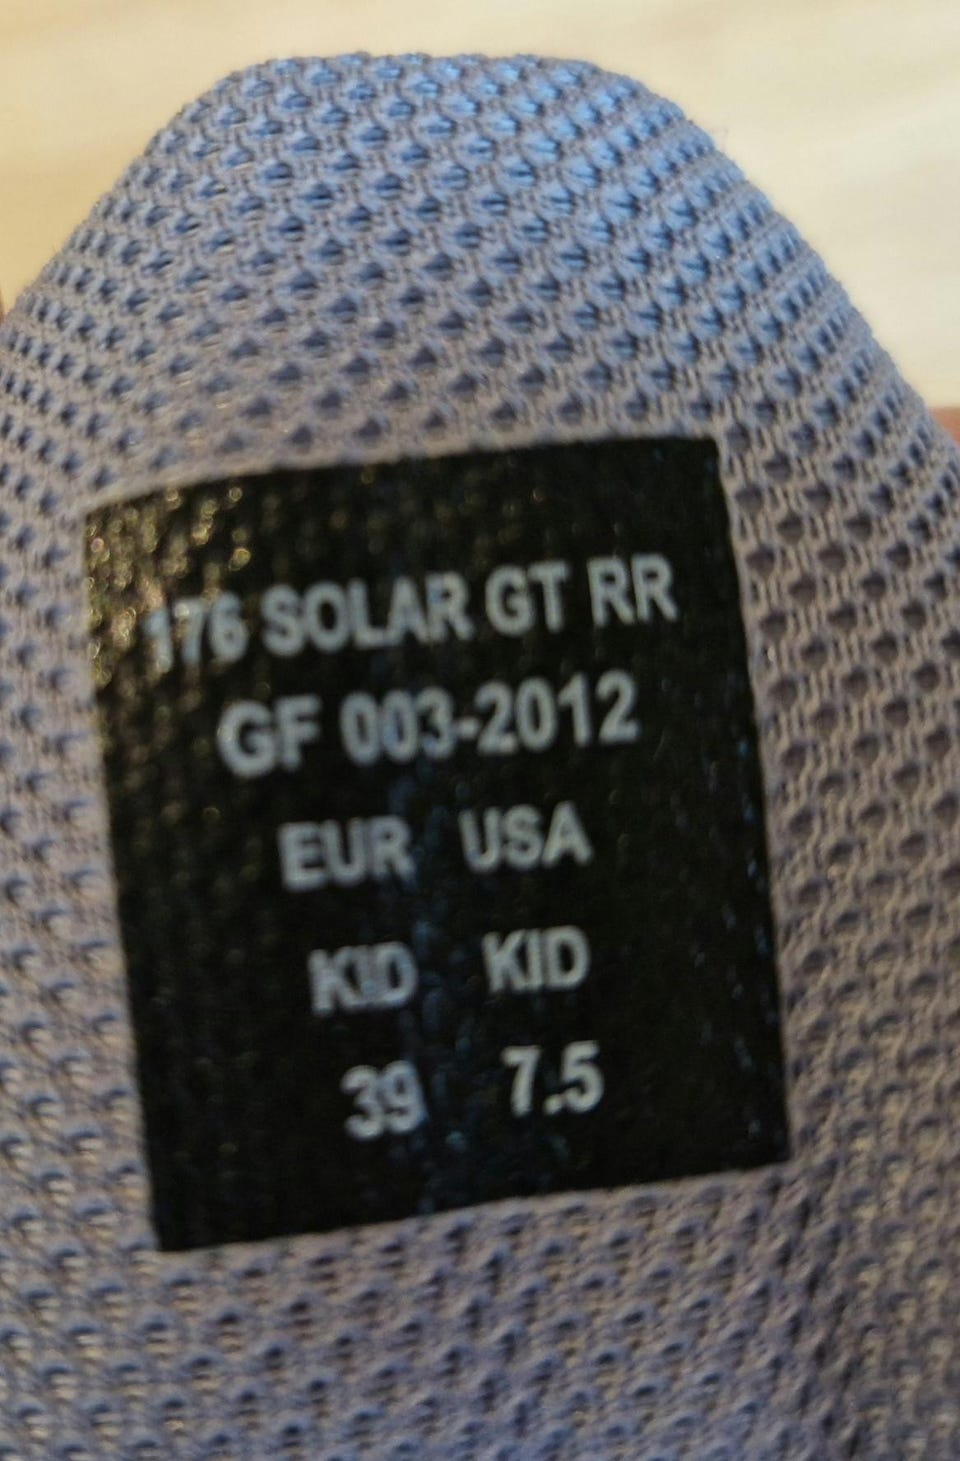 176 SOLAR GT RR
GF 003-2012
EUR USA
KID KID
39 7.5